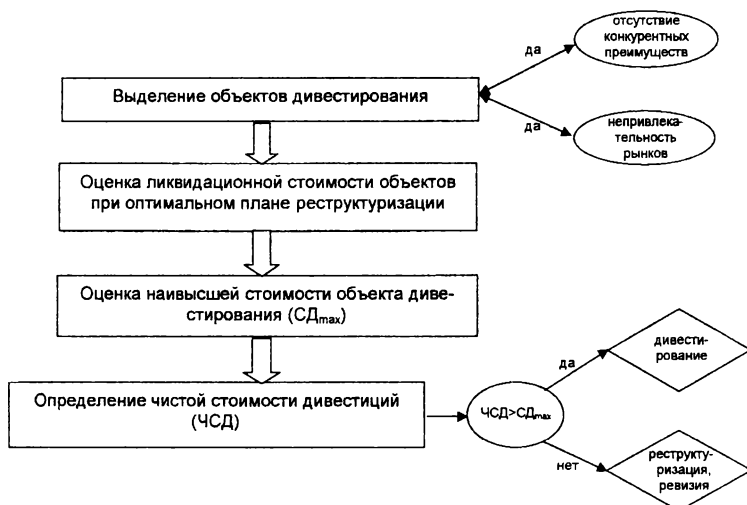 отсутствие
конкурентных
преимуществ
да
Выделение объектов дивестирования
да
непривлека-
тельность
рынков
Оценка ликвидационной стоимости объектов
при оптимальном плане реструктуризации
Оценка наивысшей стоимости объекта диве-
стирования (СДmax)
дивести-
рование
да
Определение чистой стоимости дивестиций
(ЧСД)
ЧСД>СДmax
нет
реструкту-
ризация,
ревизия